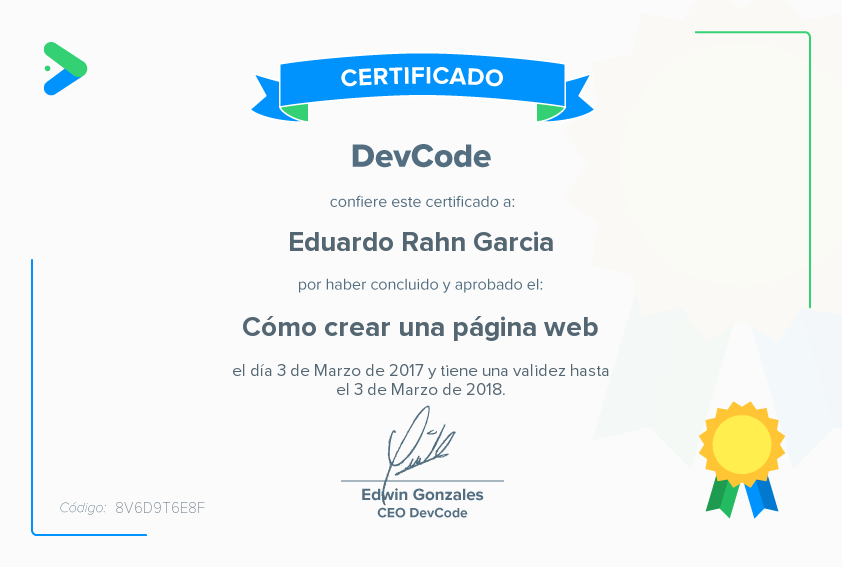 CERTIFICADO
DevCode
confiere este certificado a:
Eduardo Rahn Garcia
por haber concluido y aprobado el:
Cómo crear una página web
el día 3 de Marzo de 2017 y tiene una validez hasta
el 3 de Marzo de 2018.
Edwin Gonzales
CEO DevCode
Código: 8V6D9T6E8F